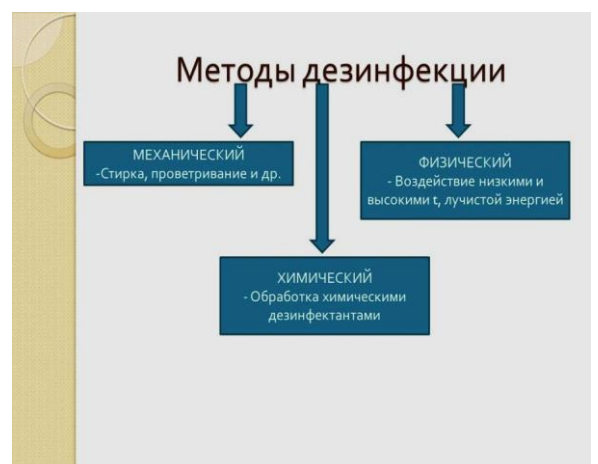 Методы дезинфекции
МЕХАНИЧЕСКИЙ
-Стирка, проветривание и др.
ФИЗИЧЕСКИЙ
- Воздействие низкими и
высокими t, лучистой энергией
ХИМИЧЕСКИЙ
- Обработка химическими
дезинфектантами